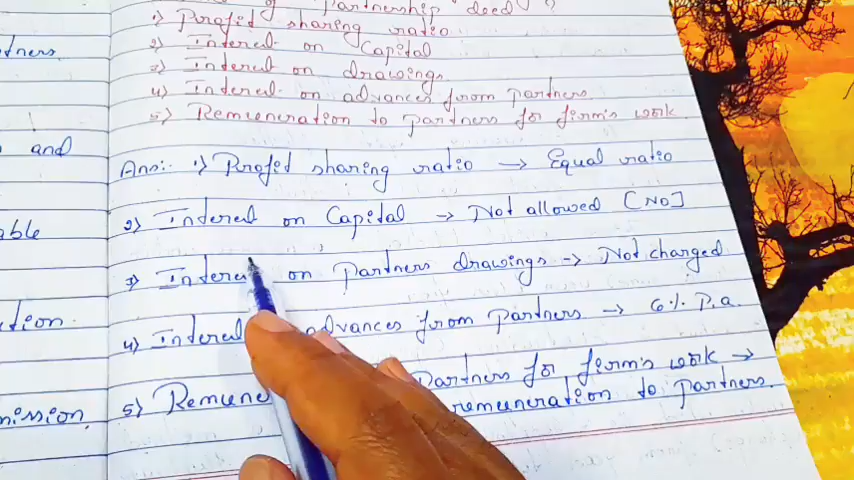 of partnership deed ?
1) Profit sharing ratio
2) Interest on Capital
3) Interest on drawings
4) Interest on advances from partners
5) Remuneration to partners for firm's work
Ans:- 1) Profit sharing ratio → Equal ratio
2) Interest on Capital → Not allowed [NO]
3) Interest on partners drawings → Not charged
4) Interest advances from partners → 6% P.a.
5) Remune partners for firm's work →
remuneration to partners.
tners
and
able
tion.
mission.